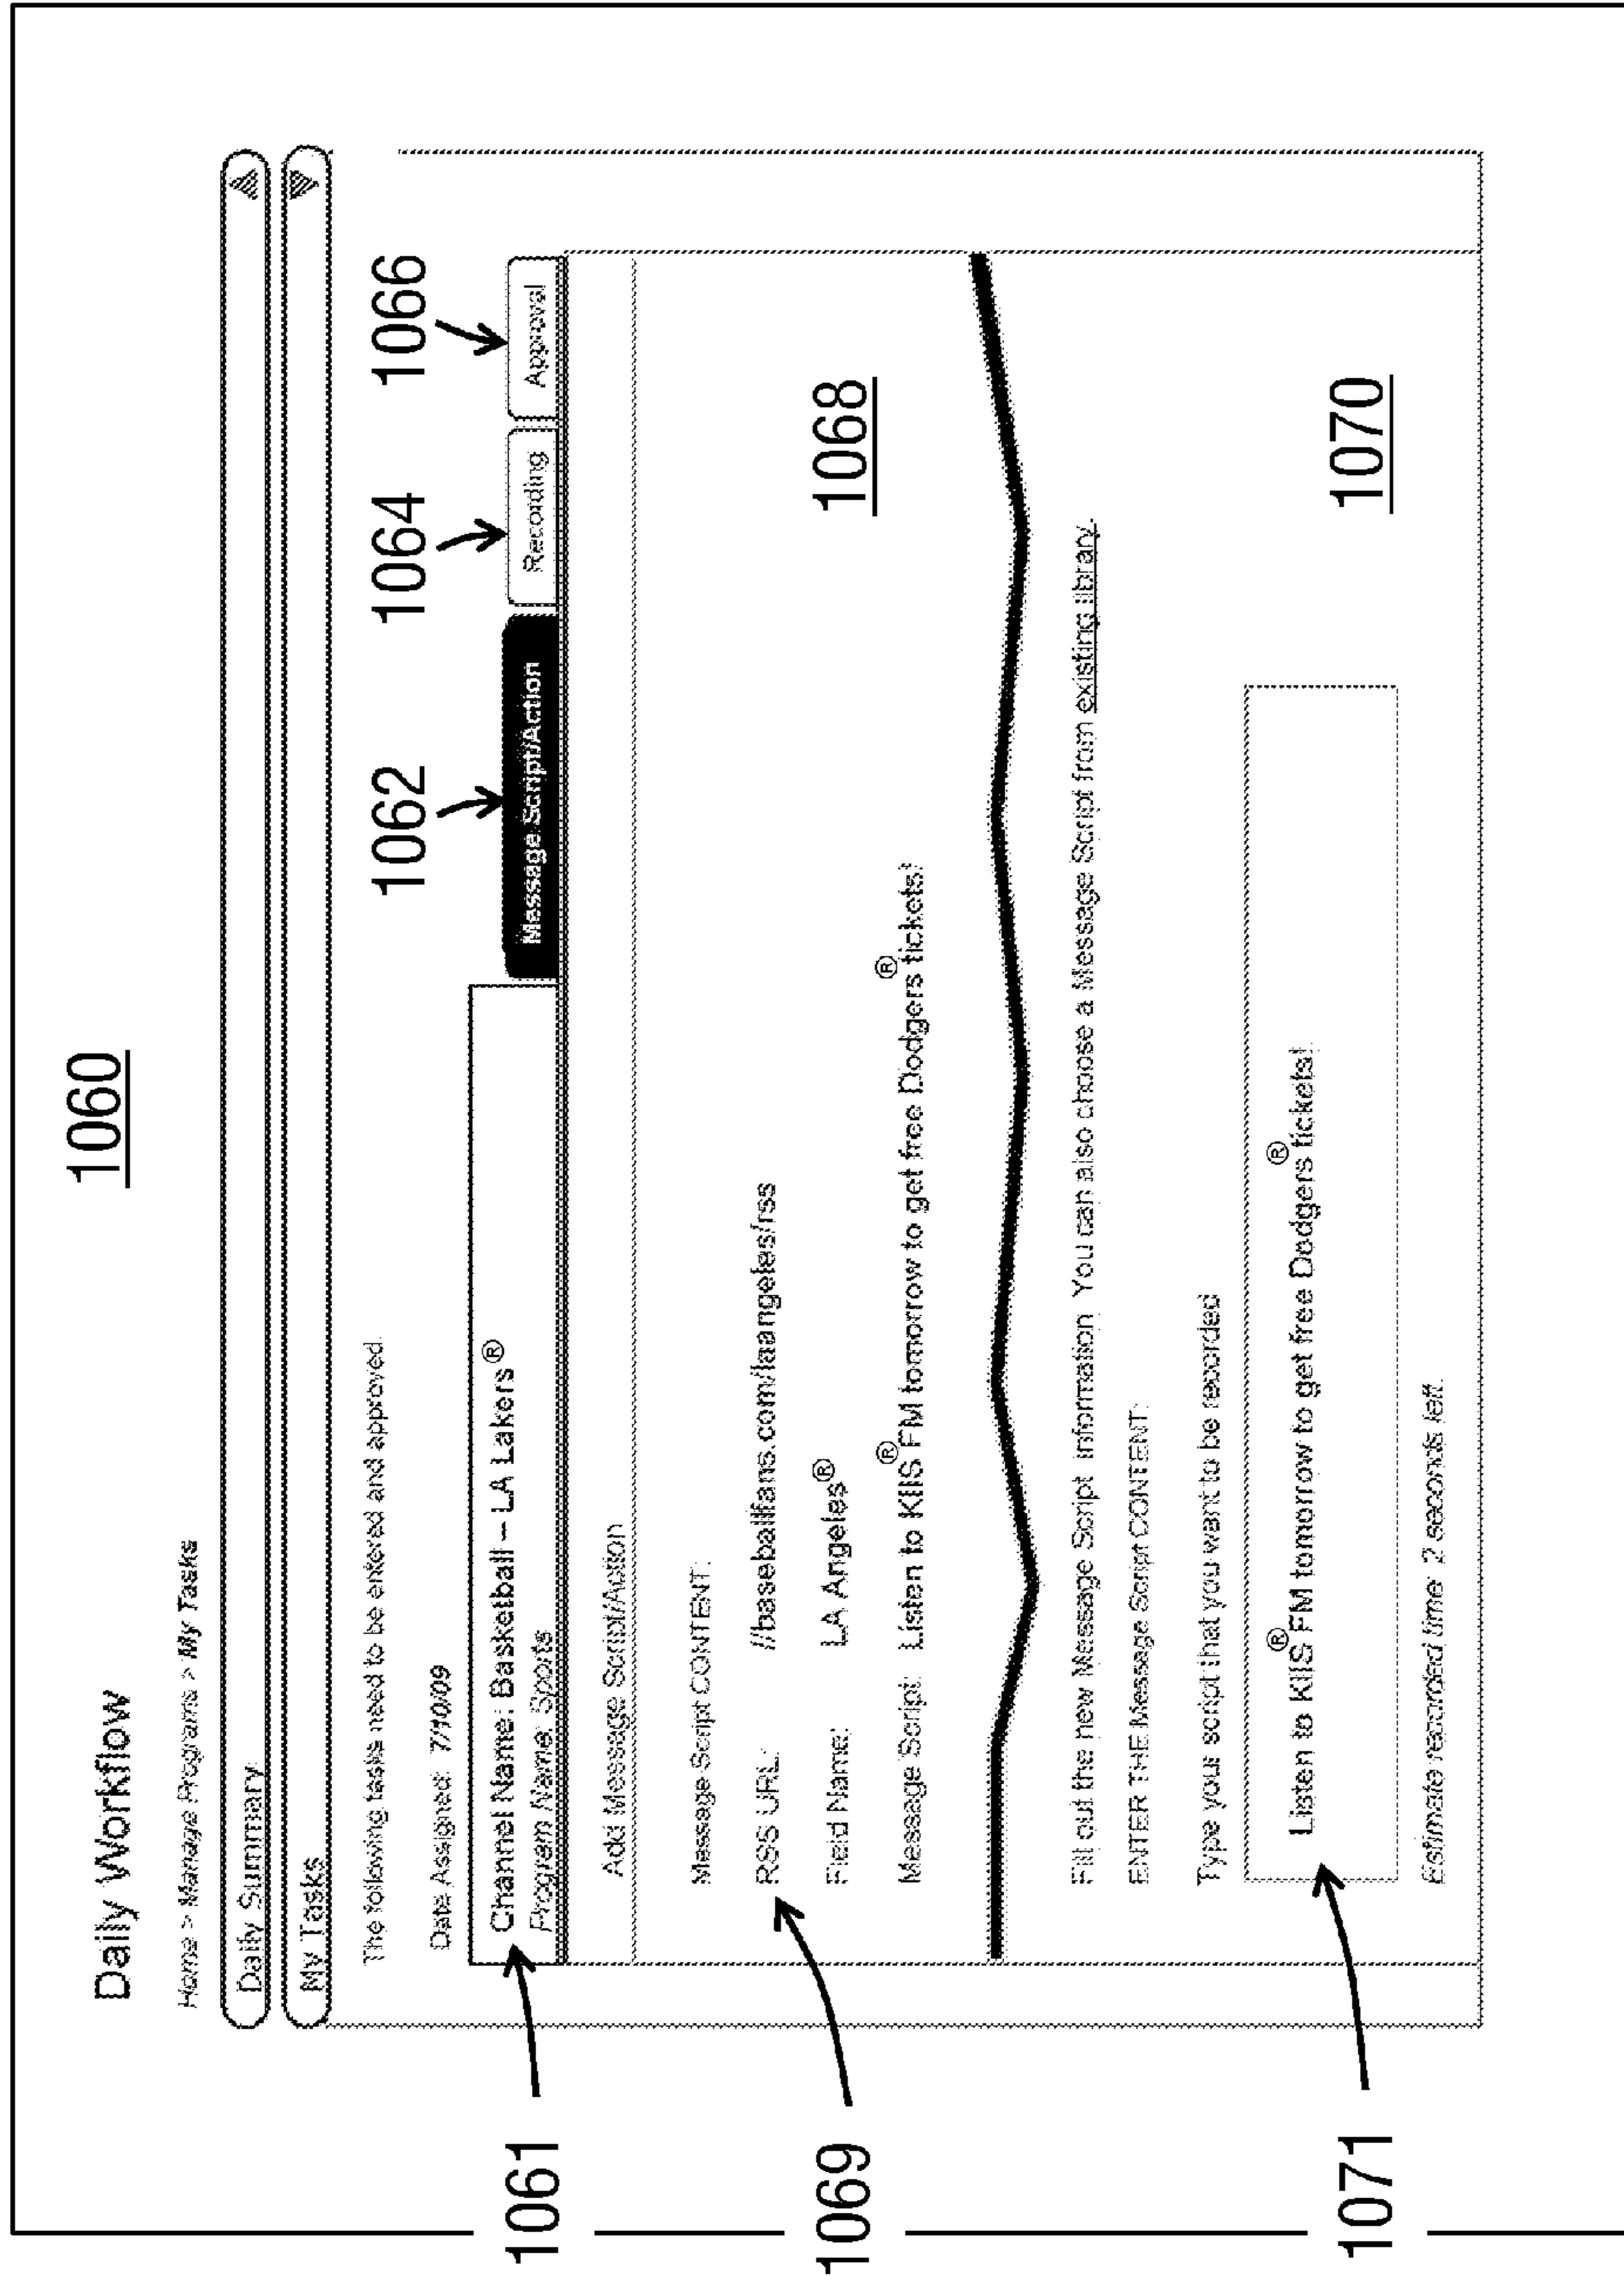 1060
Daily Workflow
Home > Manage Programs > My Tasks
Daily Summary
My Tasks
The following tasks need to be entered and approved.
1062 1064 1066
Date Assigned: 7/10/09
1061
Channel Name: Basketball – LA Lakers®
Program Name: Sports
Message Script/Action Recording Approval
Add Message Script/Action
Message Script CONTENT:
1069
RSS URL: //baseballfans.com/laangeles/rss
Field Name: LA Angeles®
1068
Message Script: Listen to KIIS® FM tomorrow to get free Dodgers® tickets!
Fill out the new Message Script information You can also choose a Message Script from existing library.
ENTER THE Message Script CONTENT:
Type your script that you want to be recorded
1071
Listen to KIIS® FM tomorrow to get free Dodgers® tickets!
1070
Estimate recorded time: 2 seconds left.